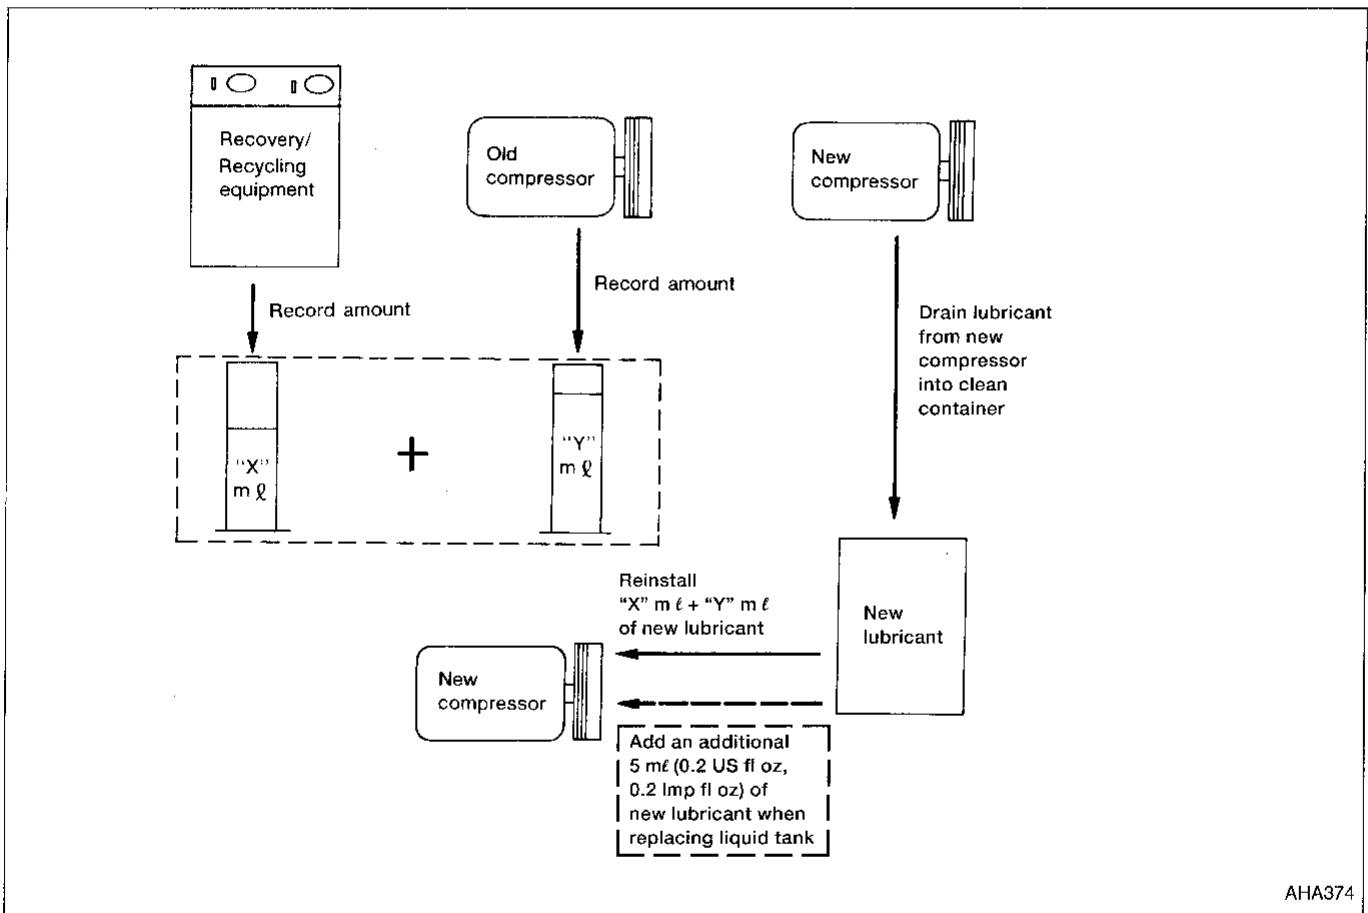 Recovery/
Recycling
equipment
Old
compressor
New
compressor
Record amount
Record amount
Drain lubricant
from new
compressor
into clean
container
"X"
mℓ
+
"Y"
mℓ
Reinstall
"X" mℓ + "Y" mℓ
of new lubricant
New
lubricant
New
compressor
Add an additional
5 mℓ (0.2 US fl oz,
0.2 Imp fl oz) of
new lubricant when
replacing liquid tank
AHA374